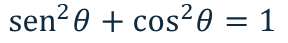 sen²θ + cos²θ = 1